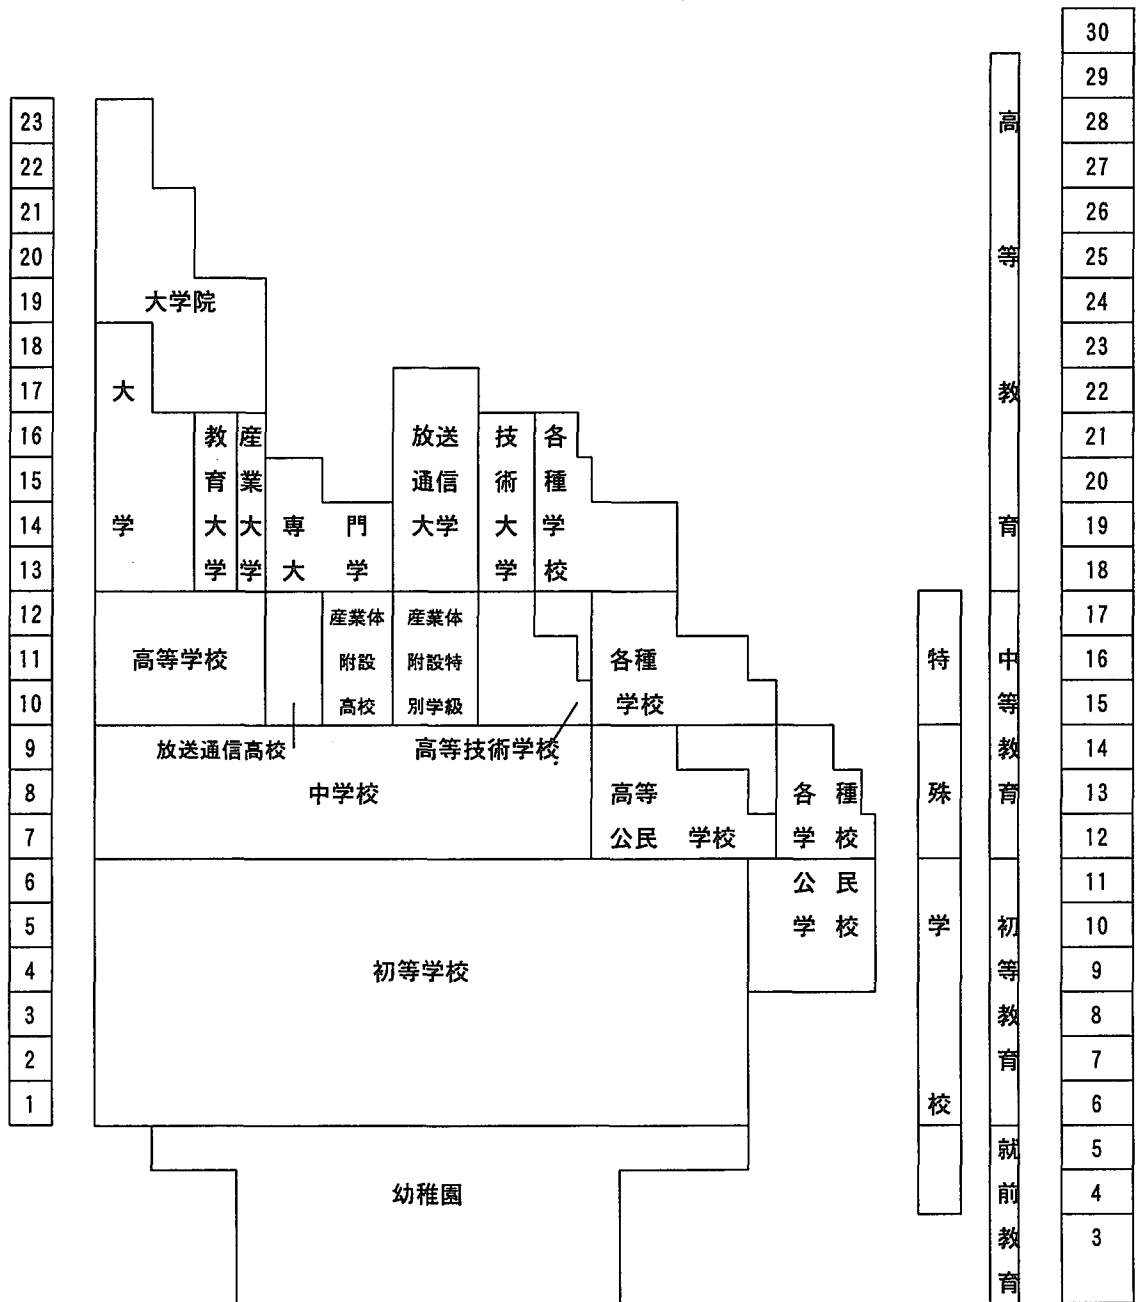 30
29
23 高 28
22 27
21 26
20 等 25
19 大学院 24
18 23
17 大 教 22
16 教 産 放送 技 各 21
15 育 業 通信 術 種 20
14 学 大 大 専 門 大学 大 学 育 19
13 学 学 大 学 学 校 18
12 産業体 産業体 17
11 高等学校 附設 附設特 各種 特 中 16
10 高校 別学級 学校 等 15
9 放送通信高校 高等技術学校 教 14
8 中学校 高等 各 種 殊 育 13
7 公民 学校 学 校 12
6 公 民 11
5 学 校 学 初 10
4 初等学校 等 9
3 教 8
2 育 7
1 校 6
就 5
幼稚園 前 4
教 3
育